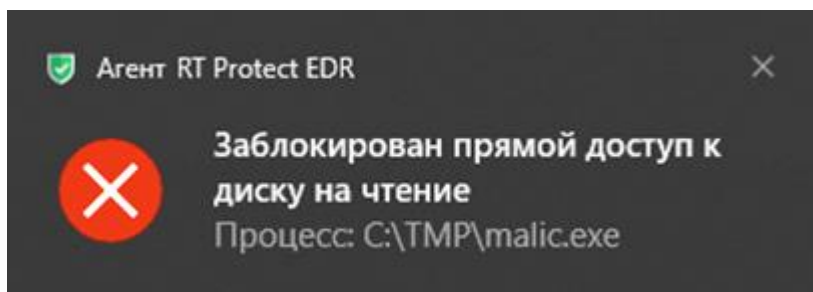 Агент RT Protect EDR
Заблокирован прямой доступ к
диску на чтение
Процесс: C:\TMP\malic.exe